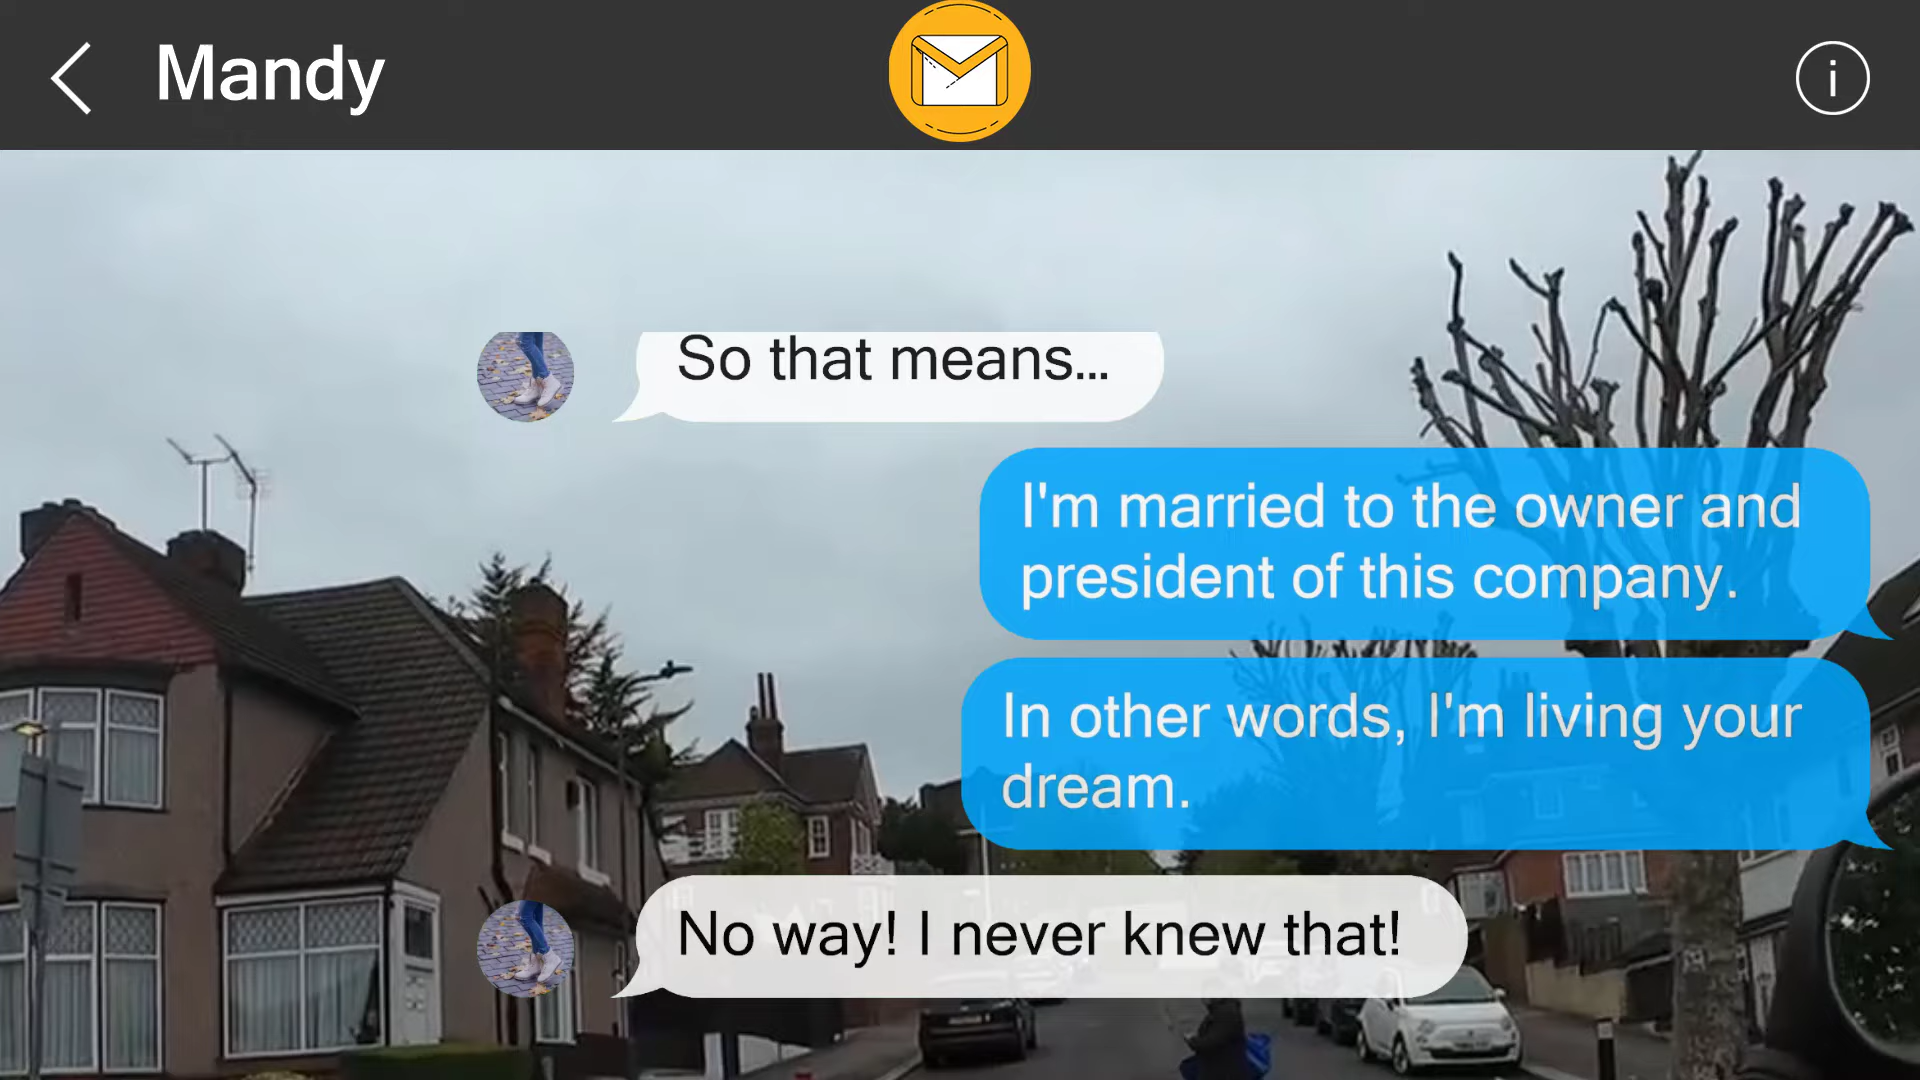 Mandy
So that means...
I'm married to the owner and
president of this company.
In other words, I'm living your
dream.
No way! I never knew that!